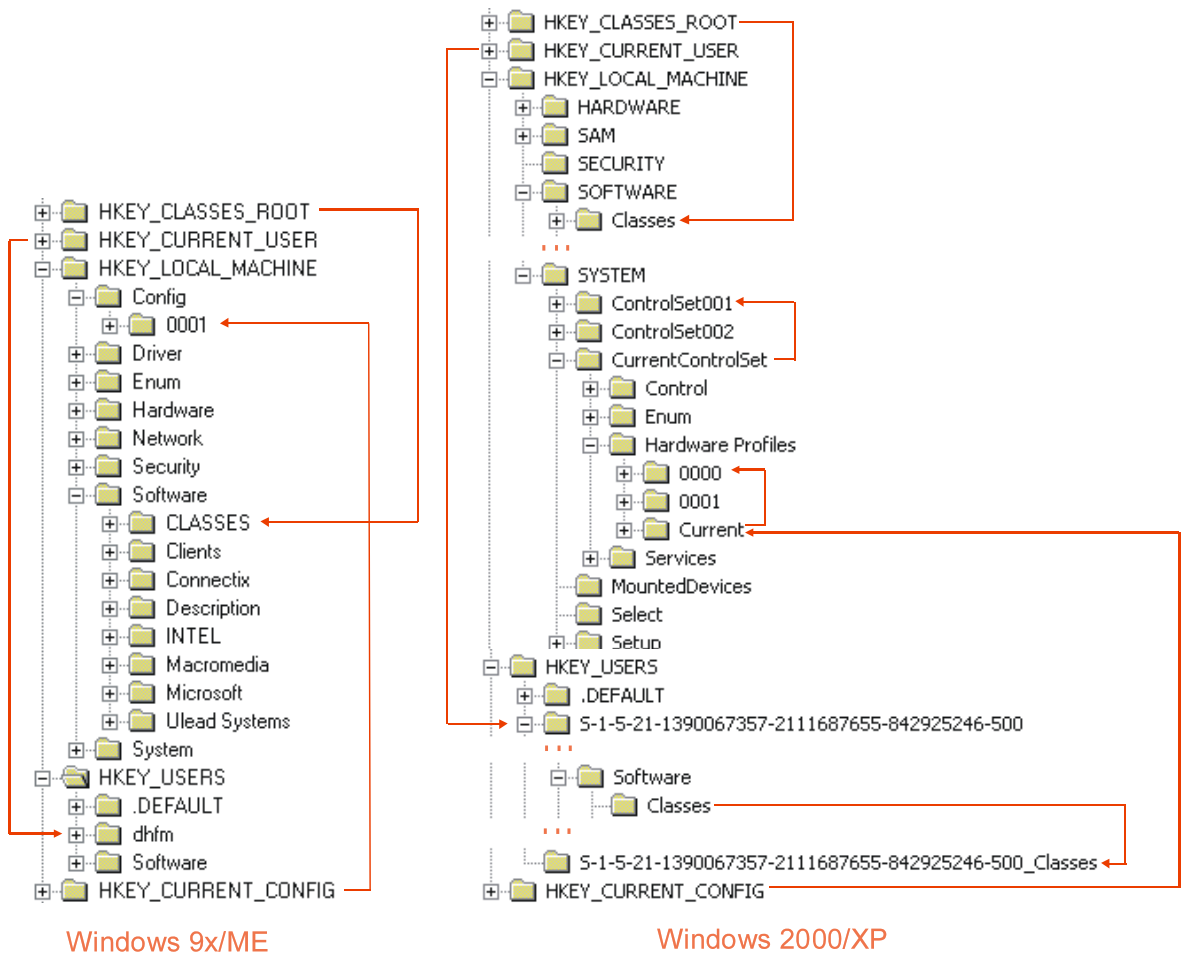 HKEY_CLASSES_ROOT
HKEY_CURRENT_USER
HKEY_LOCAL_MACHINE
Config
0001
Driver
Enum
Hardware
Network
Security
Software
CLASSES
Clients
Connectix
Description
INTEL
Macromedia
Microsoft
Ulead Systems
System
HKEY_USERS
.DEFAULT
dhfm
Software
HKEY_CURRENT_CONFIG
Windows 9x/ME
HKEY_CLASSES_ROOT
HKEY_CURRENT_USER
HKEY_LOCAL_MACHINE
HARDWARE
SAM
SECURITY
SOFTWARE
Classes
...
SYSTEM
ControlSet001
ControlSet002
CurrentControlSet
Control
Enum
Hardware Profiles
0000
0001
Current
Services
MountedDevices
Select
Setup
HKEY_USERS
.DEFAULT
S-1-5-21-1390067357-2111687655-842925246-500
...
Software
Classes
...
S-1-5-21-1390067357-2111687655-842925246-500_Classes
HKEY_CURRENT_CONFIG
Windows 2000/XP